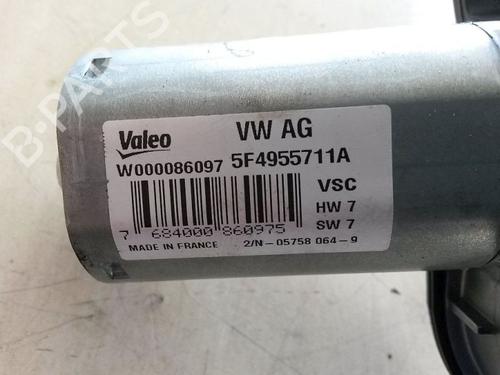 B-PARTS
Valeo VW AG
W000086097 5F4955711A
VSC
HW 7
SW 7
7 684000 860975
MADE IN FRANCE 2/N-05758 064-9